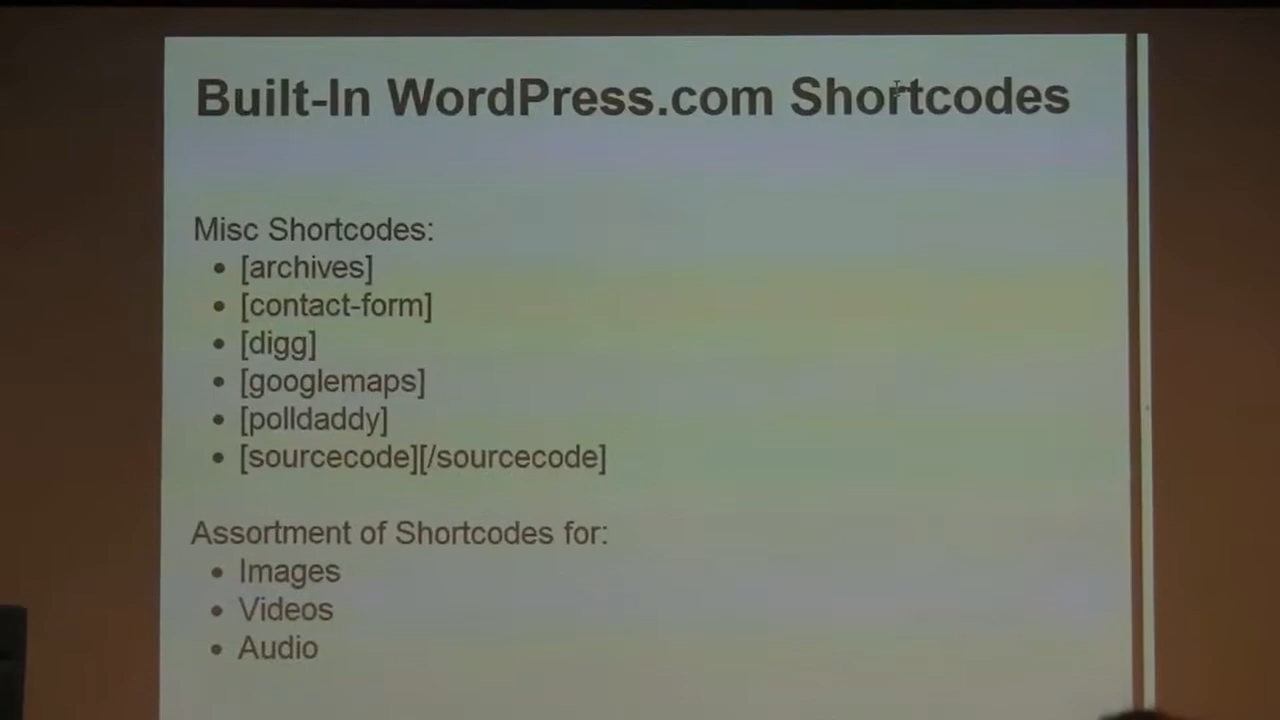 Built-In WordPress.com Shortcodes
Misc Shortcodes:
• [archives]
• [contact-form]
• [digg]
• [googlemaps]
• [polldaddy]
• [sourcecode][/sourcecode]
Assortment of Shortcodes for:
• Images
• Videos
• Audio